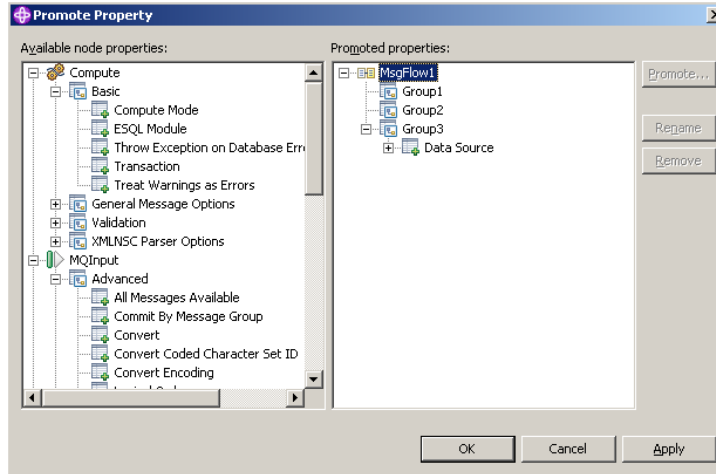 Promote Property
Available node properties:
Compute
Basic
Compute Mode
ESQL Module
Throw Exception on Database Err
Transaction
Treat Warnings as Errors
General Message Options
Validation
XMLNSC Parser Options
MQInput
Advanced
All Messages Available
Commit By Message Group
Convert
Convert Coded Character Set ID
Convert Encoding
Promoted properties:
MsgFlow1
Group1
Group2
Group3
Data Source
Promote...
Rename
Remove
OK
Cancel
Apply